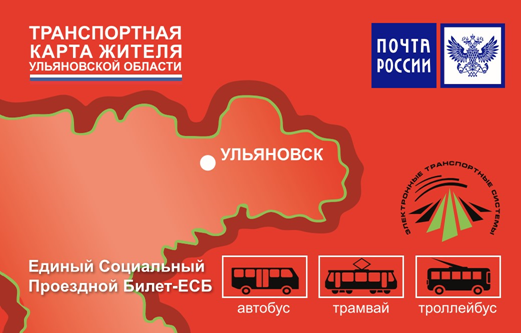 ТРАНСПОРТНАЯ
КАРТА ЖИТЕЛЯ
УЛЬЯНОВСКОЙ ОБЛАСТИ
ПОЧТА
РОССИИ
УЛЬЯНОВСК
ЭЛЕКТРОННЫЕ ТРАНСПОРТНЫЕ СИСТЕМЫ
Единый Социальный
Проездной Билет-ЕСБ
автобус
трамвай
троллейбус